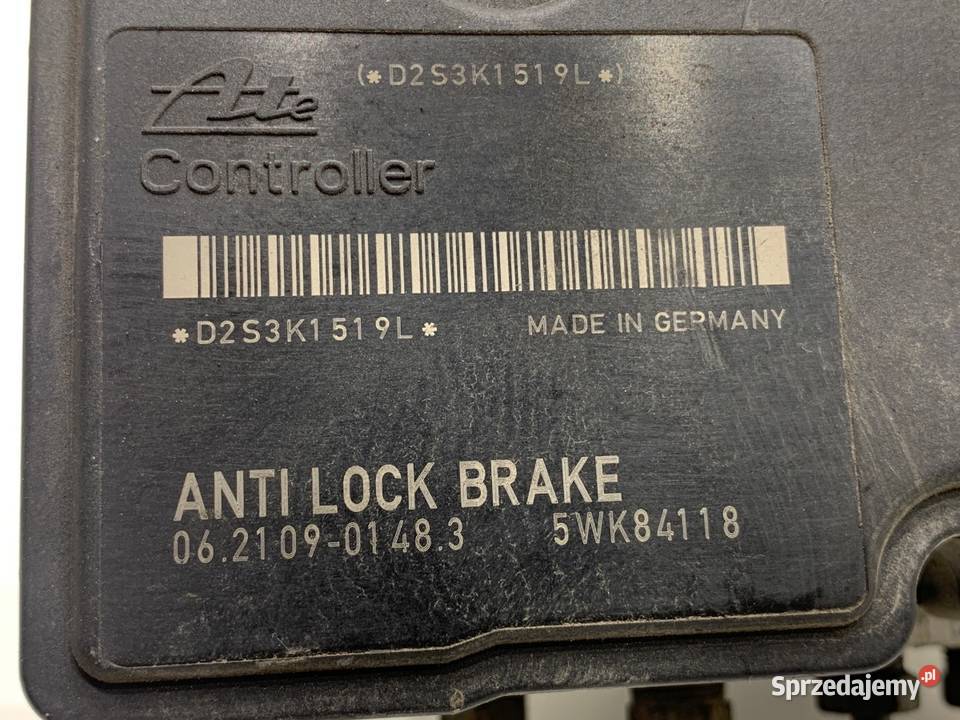 (*D2S3K1519L*)
Ate
Controller
*D2S3K1519L* MADE IN GERMANY
ANTI LOCK BRAKE
06.2109-0148.3 5WK84118
Sprzedajemy.pl